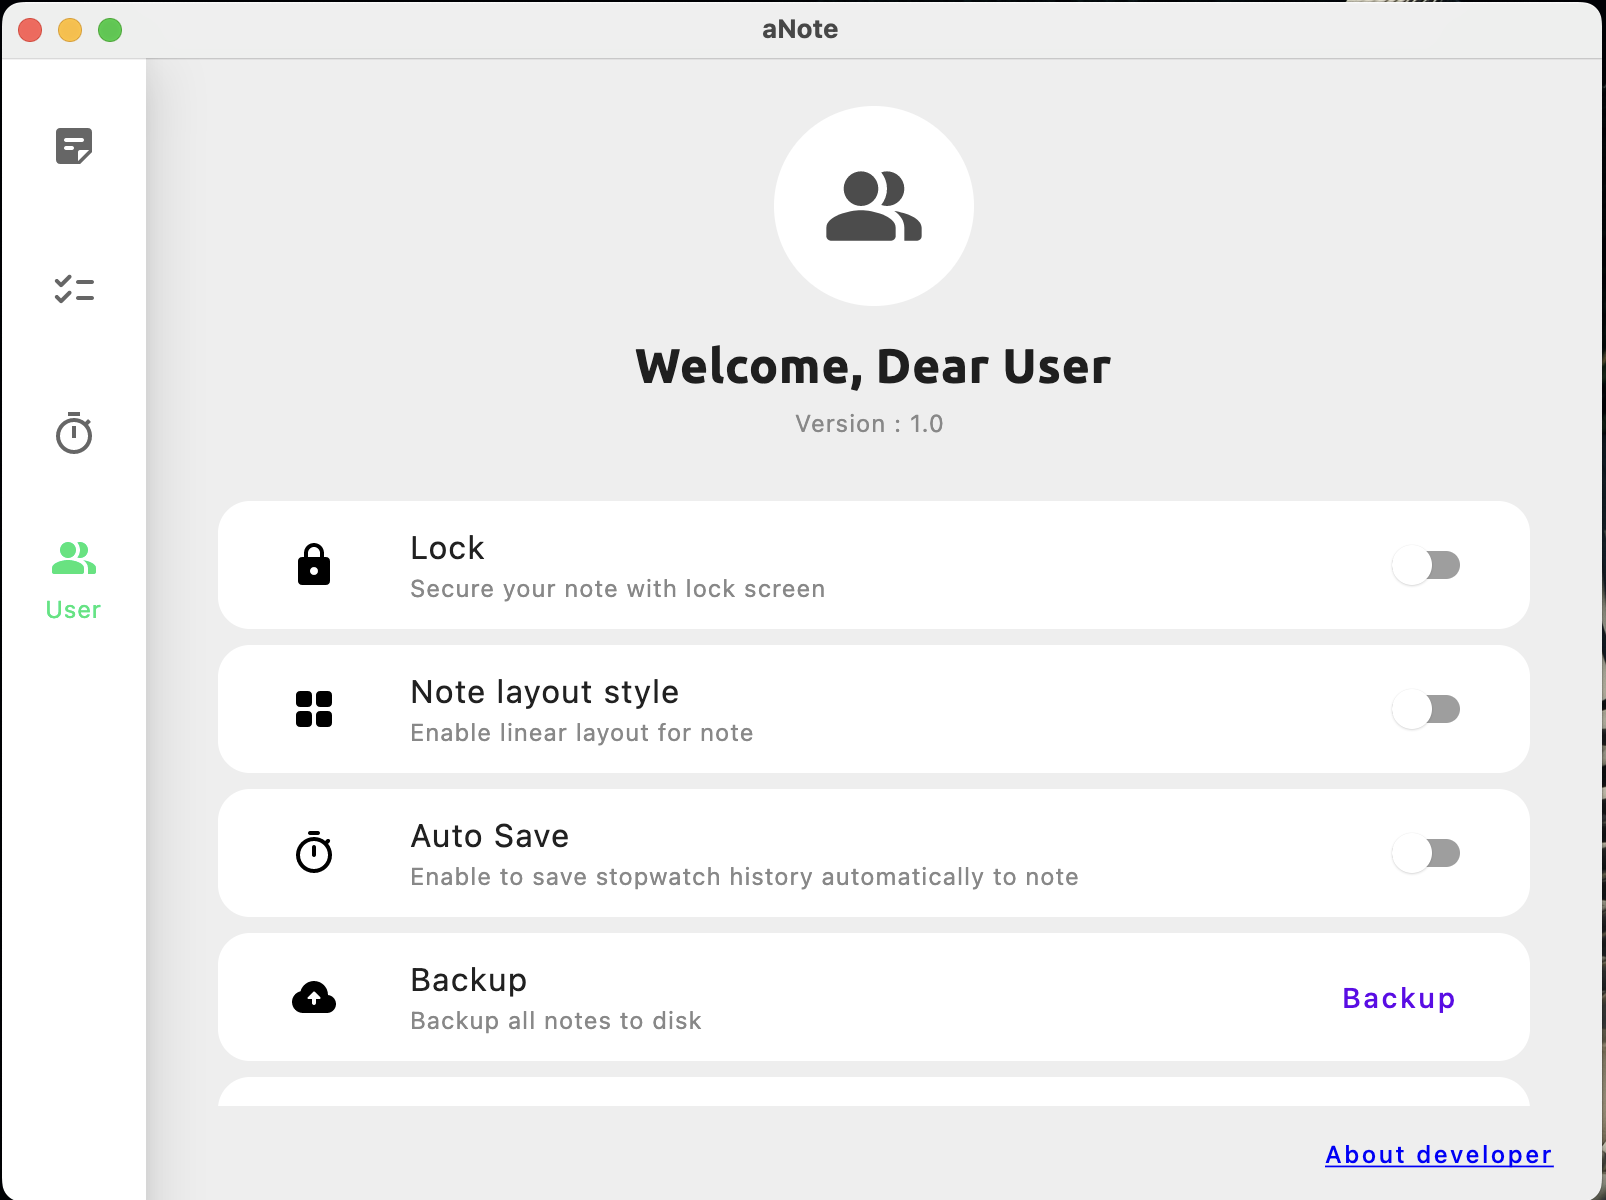 aNote
Welcome, Dear User
Version : 1.0
User
Lock
Secure your note with lock screen
Note layout style
Enable linear layout for note
Auto Save
Enable to save stopwatch history automatically to note
Backup
Backup all notes to disk
Backup
About developer